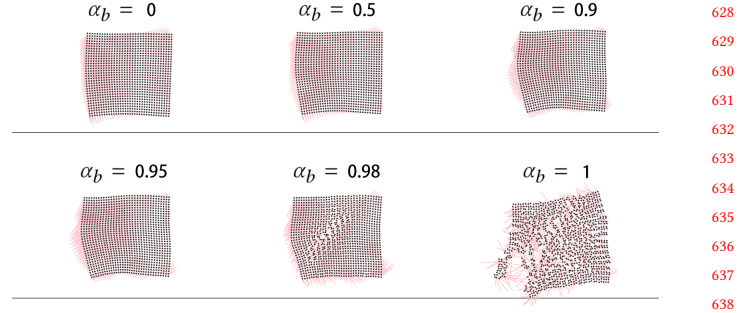 α_b = 0
α_b = 0.5
α_b = 0.9
α_b = 0.95
α_b = 0.98
α_b = 1
628
629
630
631
632
633
634
635
636
637
638